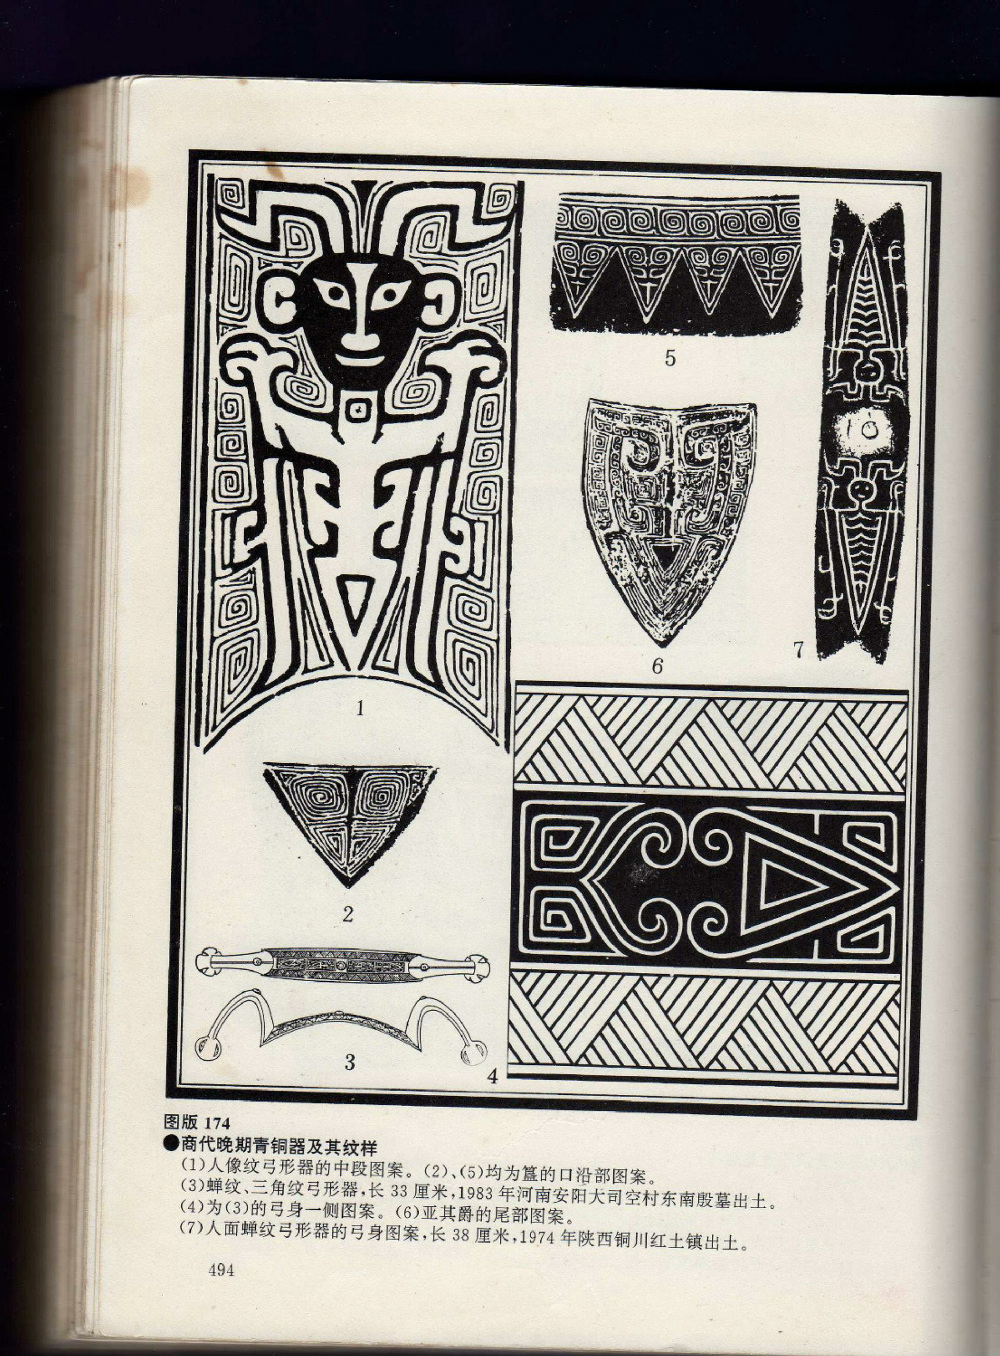 1
2
3
4
5
6
7
图版 174
●商代晚期青铜器及其纹样
(1)人像纹弓形器的中段图案。(2)、(5)均为簋的口沿部图案。
(3)蝉纹、三角纹弓形器,长 33 厘米,1983 年河南安阳大司空村东南殷墓出土。
(4)为(3)的弓身一侧图案。(6)亚其爵的尾部图案。
(7)人面蝉纹弓形器的弓身图案,长 38 厘米,1974 年陕西铜川红土镇出土。
494